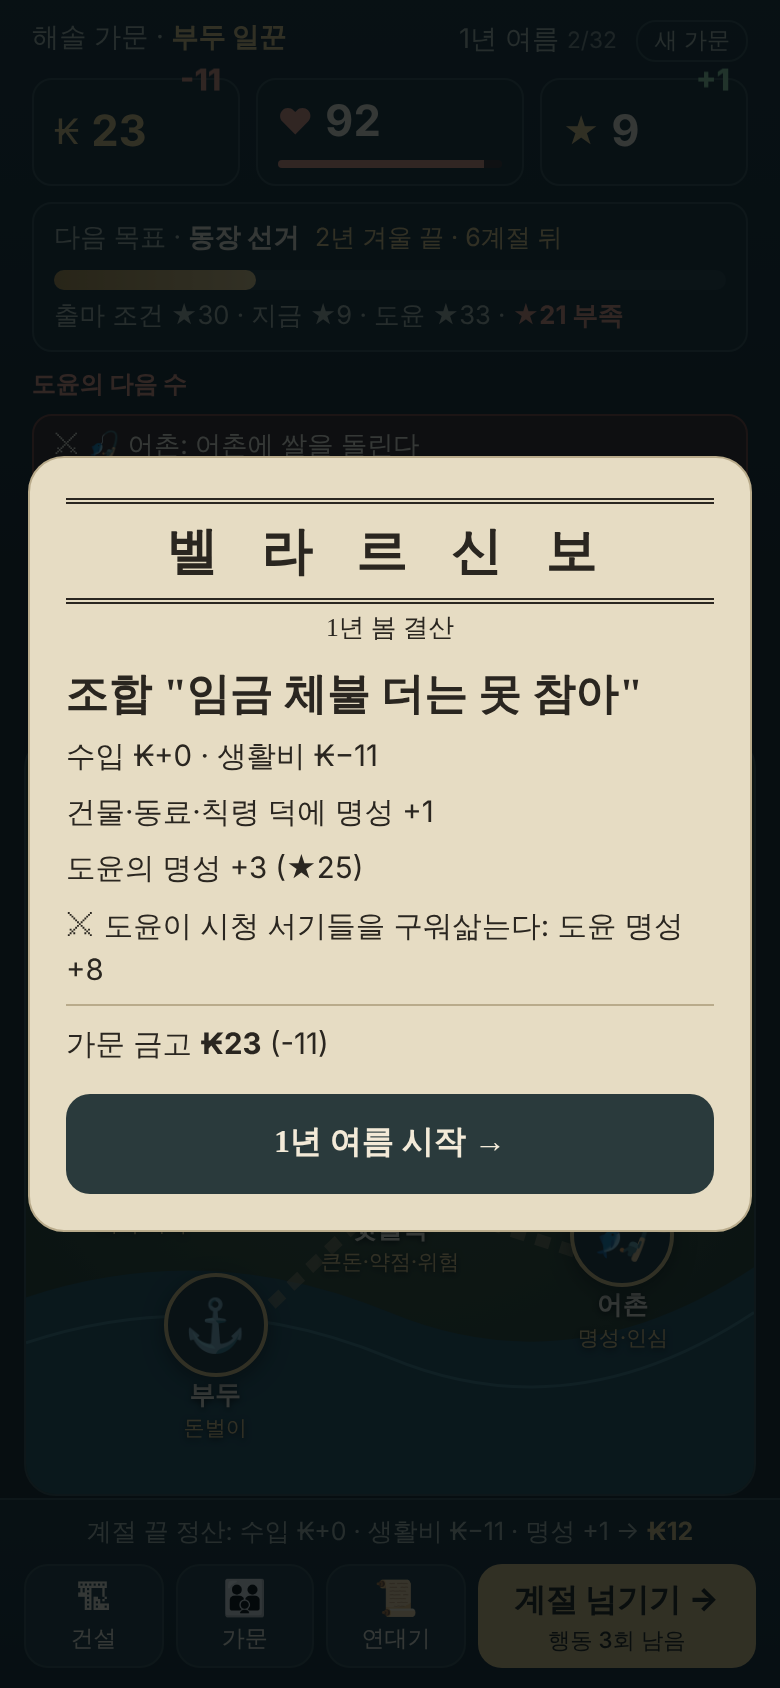 해솔 가문 · 부두 일꾼
1년 여름 2/32
새 가문
-11
+1
₭ 23
92
★ 9
다음 목표 · 동장 선거 2년 겨울 끝 · 6계절 뒤
출마 조건 ★30 · 지금 ★9 · 도윤 ★33 · ★21 부족
도윤의 다음 수
어촌: 어촌에 쌀을 돌린다
벨라르신보
1년 봄 결산
조합 "임금 체불 더는 못 참아"
수입 ₭+0 · 생활비 ₭−11
건물·동료·칙령 덕에 명성 +1
도윤의 명성 +3 (★25)
⚔ 도윤이 시청 서기들을 구워삶는다: 도윤 명성
+8
가문 금고 ₭23 (-11)
1년 여름 시작 →
큰돈·약점·위험
어촌
명성·인심
부두
돈벌이
계절 끝 정산: 수입 ₭+0 · 생활비 ₭−11 · 명성 +1 → ₭12
건설
가문
연대기
계절 넘기기 →
행동 3회 남음